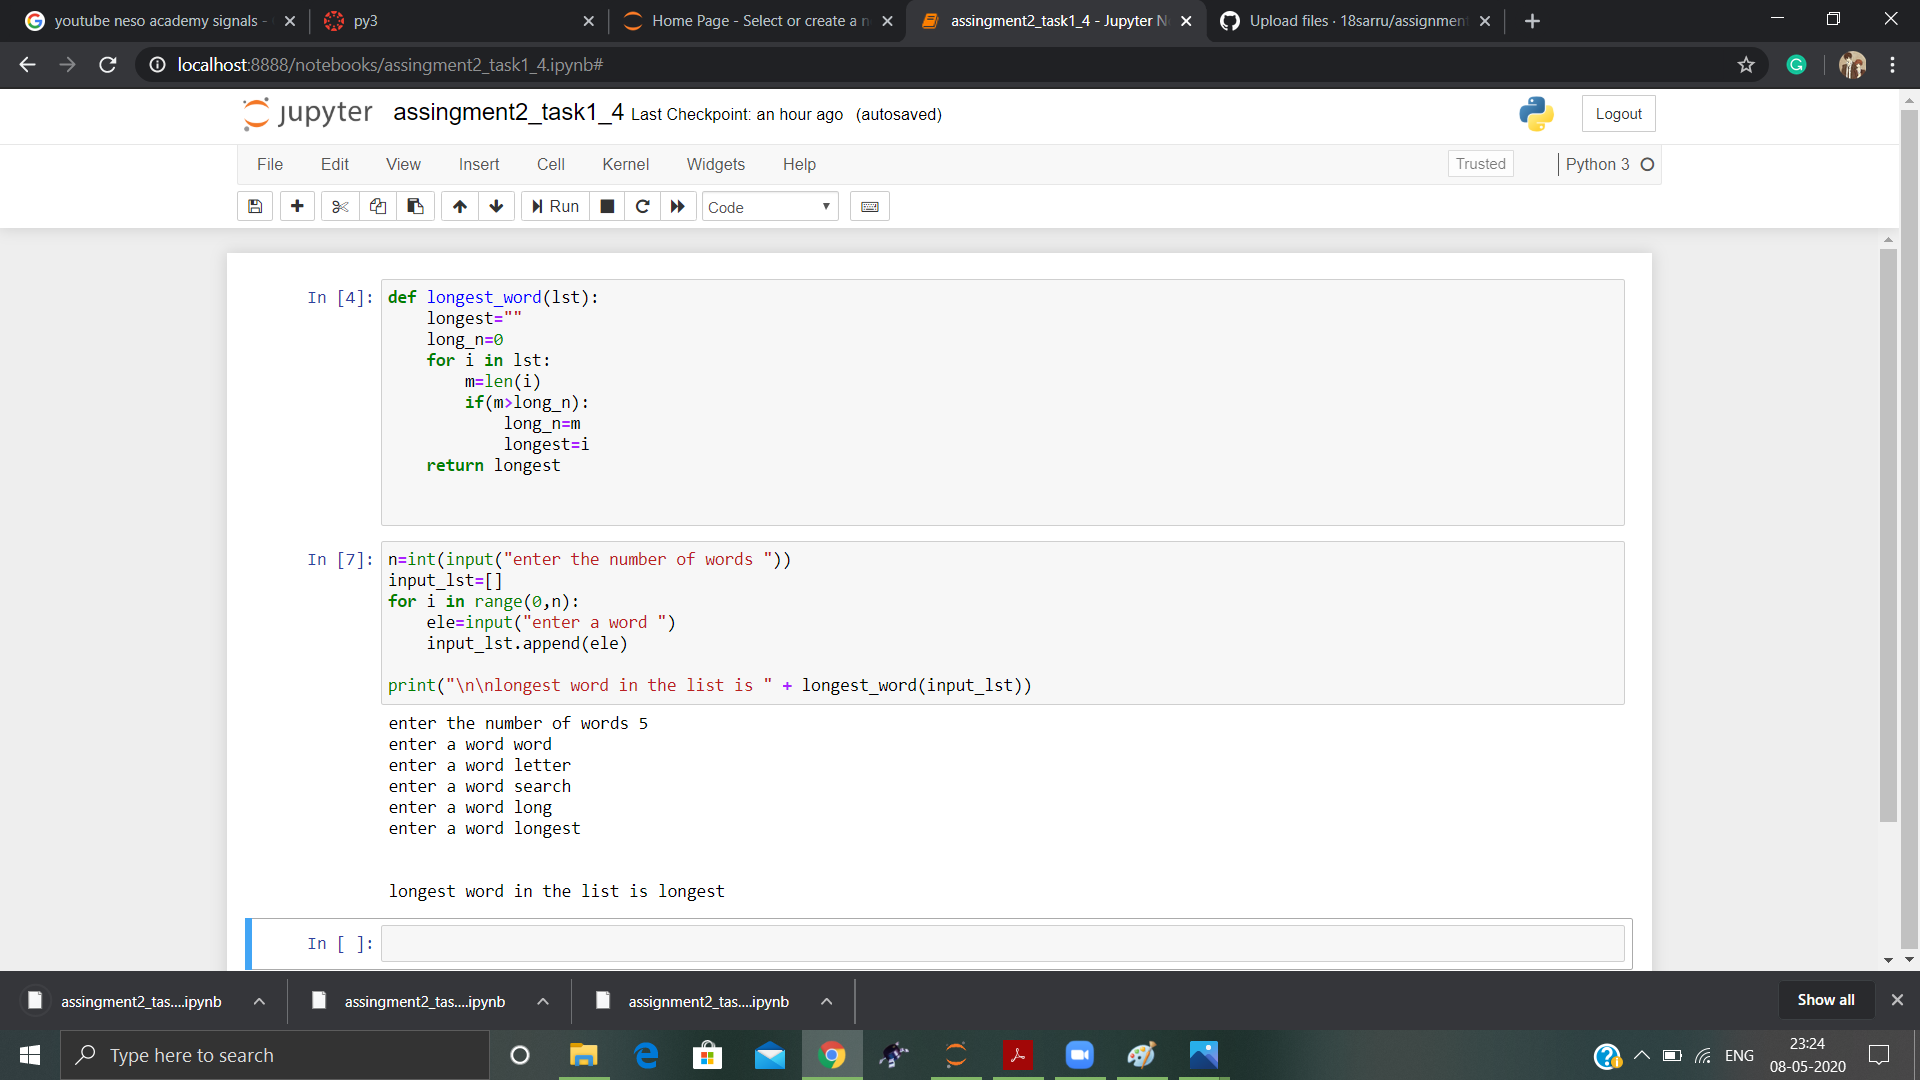 youtube neso academy signals -
py3
Home Page - Select or create a n
assingment2_task1_4 - Jupyter N
Upload files · 18sarru/assignment
localhost:8888/notebooks/assingment2_task1_4.ipynb#
jupyter assingment2_task1_4 Last Checkpoint: an hour ago (autosaved)
Logout
File Edit View Insert Cell Kernel Widgets Help
Trusted
Python 3
Run
Code
In [4]:
def longest_word(lst):
    longest=""
    long_n=0
    for i in lst:
        m=len(i)
        if(m>long_n):
            long_n=m
            longest=i
    return longest
In [7]:
n=int(input("enter the number of words "))
input_lst=[]
for i in range(0,n):
    ele=input("enter a word ")
    input_lst.append(ele)
print("\n\nlongest word in the list is " + longest_word(input_lst))
enter the number of words 5
enter a word word
enter a word letter
enter a word search
enter a word long
enter a word longest
longest word in the list is longest
In [ ]:
assingment2_tas....ipynb
assingment2_tas....ipynb
assignment2_tas....ipynb
Show all
Type here to search
ENG
23:24
08-05-2020